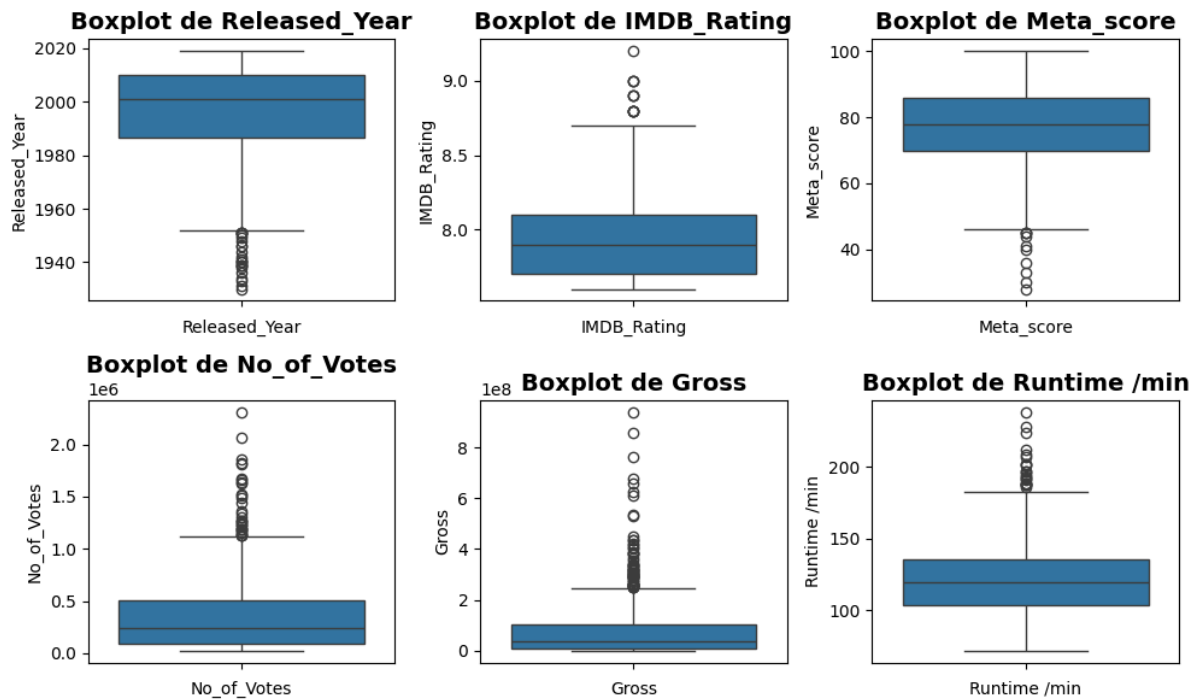 Boxplot de Released_Year
2020
2000
1980
1960
1940
Released_Year
Released_Year
Boxplot de IMDB_Rating
9.0
8.5
8.0
IMDB_Rating
IMDB_Rating
Boxplot de Meta_score
100
80
60
40
Meta_score
Meta_score
Boxplot de No_of_Votes
1e6
2.0
1.5
1.0
0.5
0.0
No_of_Votes
No_of_Votes
Boxplot de Gross
1e8
8
6
4
2
0
Gross
Gross
Boxplot de Runtime /min
200
150
100
Runtime /min
Runtime /min